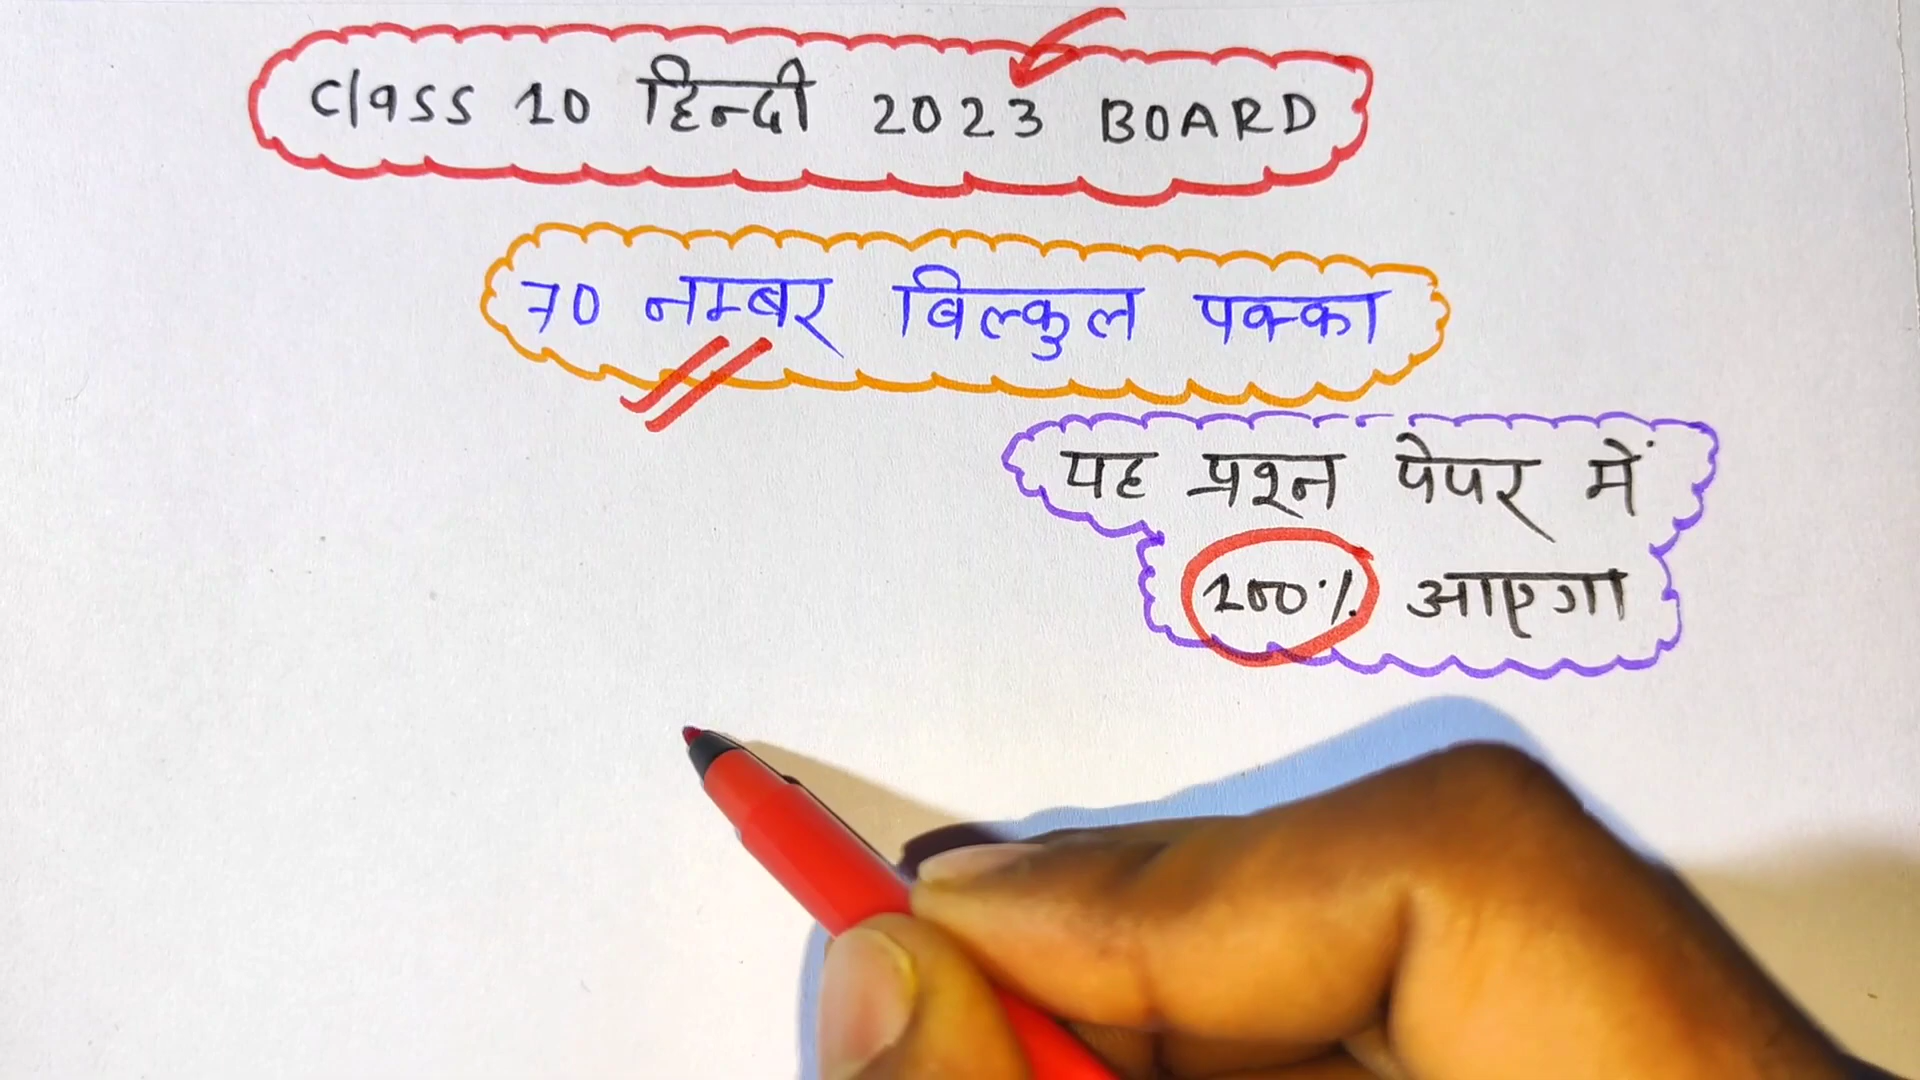 Class 10 हिन्दी 2023 BOARD
70 नम्बर बिल्कुल पक्का
यह प्रश्न पेपर में
100% आएगा